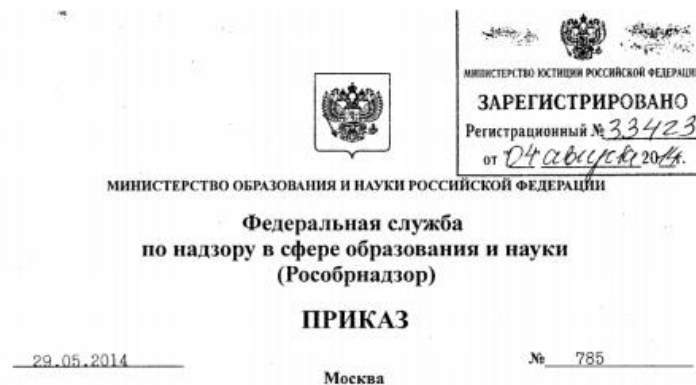 МИНИСТЕРСТВО ЮСТИЦИИ РОССИЙСКОЙ ФЕДЕРАЦИИ
ЗАРЕГИСТРИРОВАНО
Регистрационный № 33423
от "04 августа 2014г.
МИНИСТЕРСТВО ОБРАЗОВАНИЯ И НАУКИ РОССИЙСКОЙ ФЕДЕРАЦИИ
Федеральная служба
по надзору в сфере образования и науки
(Рособрнадзор)
ПРИКАЗ
29.05.2014 № 785
Москва